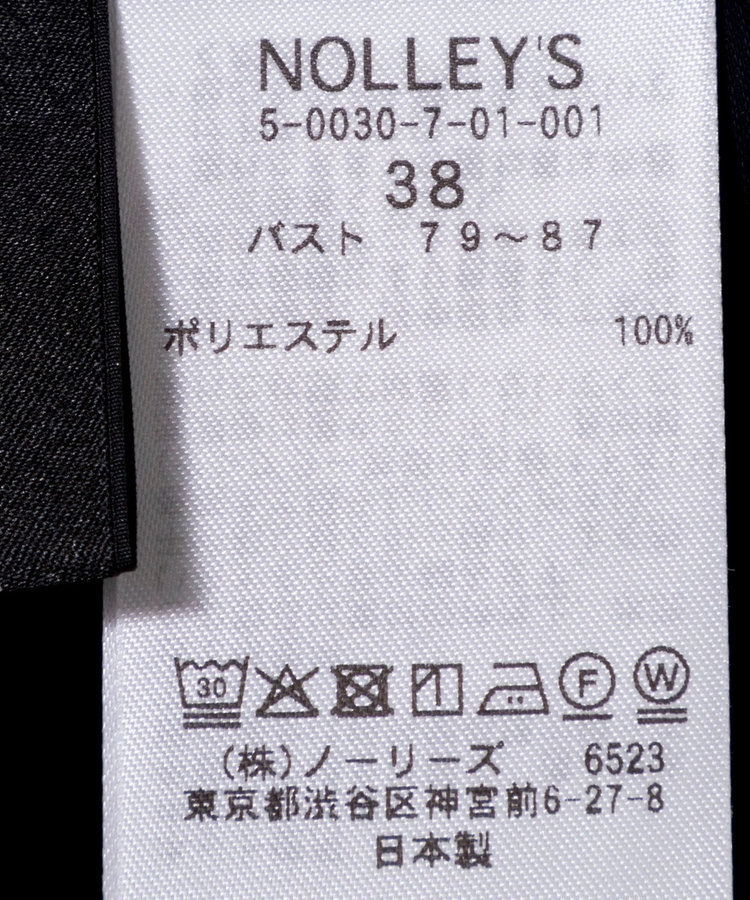 NOLLEY'S
5-0030-7-01-001
38
バスト 79～87
ポリエステル 100%
30 F W
(株)ノーリーズ 6523
東京都渋谷区神宮前6-27-8
日本製